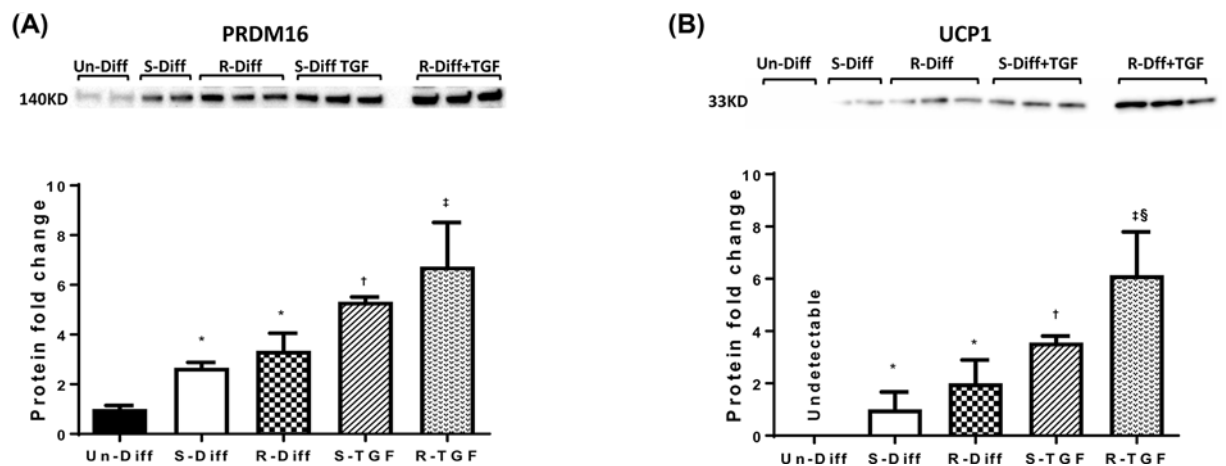 (A)
PRDM16
Un-Diff S-Diff R-Diff S-Diff TGF R-Diff+TGF
140KD
Protein fold change
10
8
6
4
2
0
*
*
†
‡
Un-Diff S-Diff R-Diff S-TGF R-TGF
(B)
UCP1
Un-Diff S-Diff R-Diff S-Diff+TGF R-Dff+TGF
33KD
Protein fold change
10
8
6
4
2
0
Undetectable
*
*
†
‡§
Un-Diff S-Diff R-Diff S-TGF R-TGF